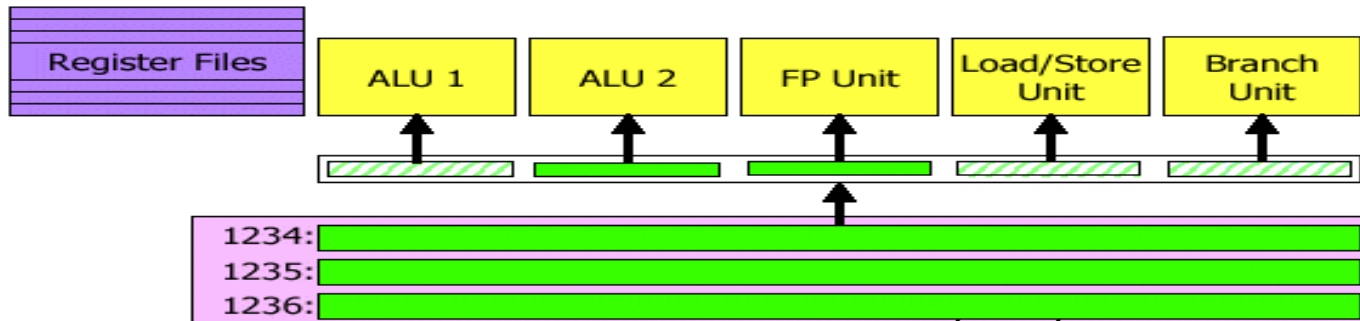 Register Files
ALU 1
ALU 2
FP Unit
Load/Store
Unit
Branch
Unit
1234:
1235:
1236: